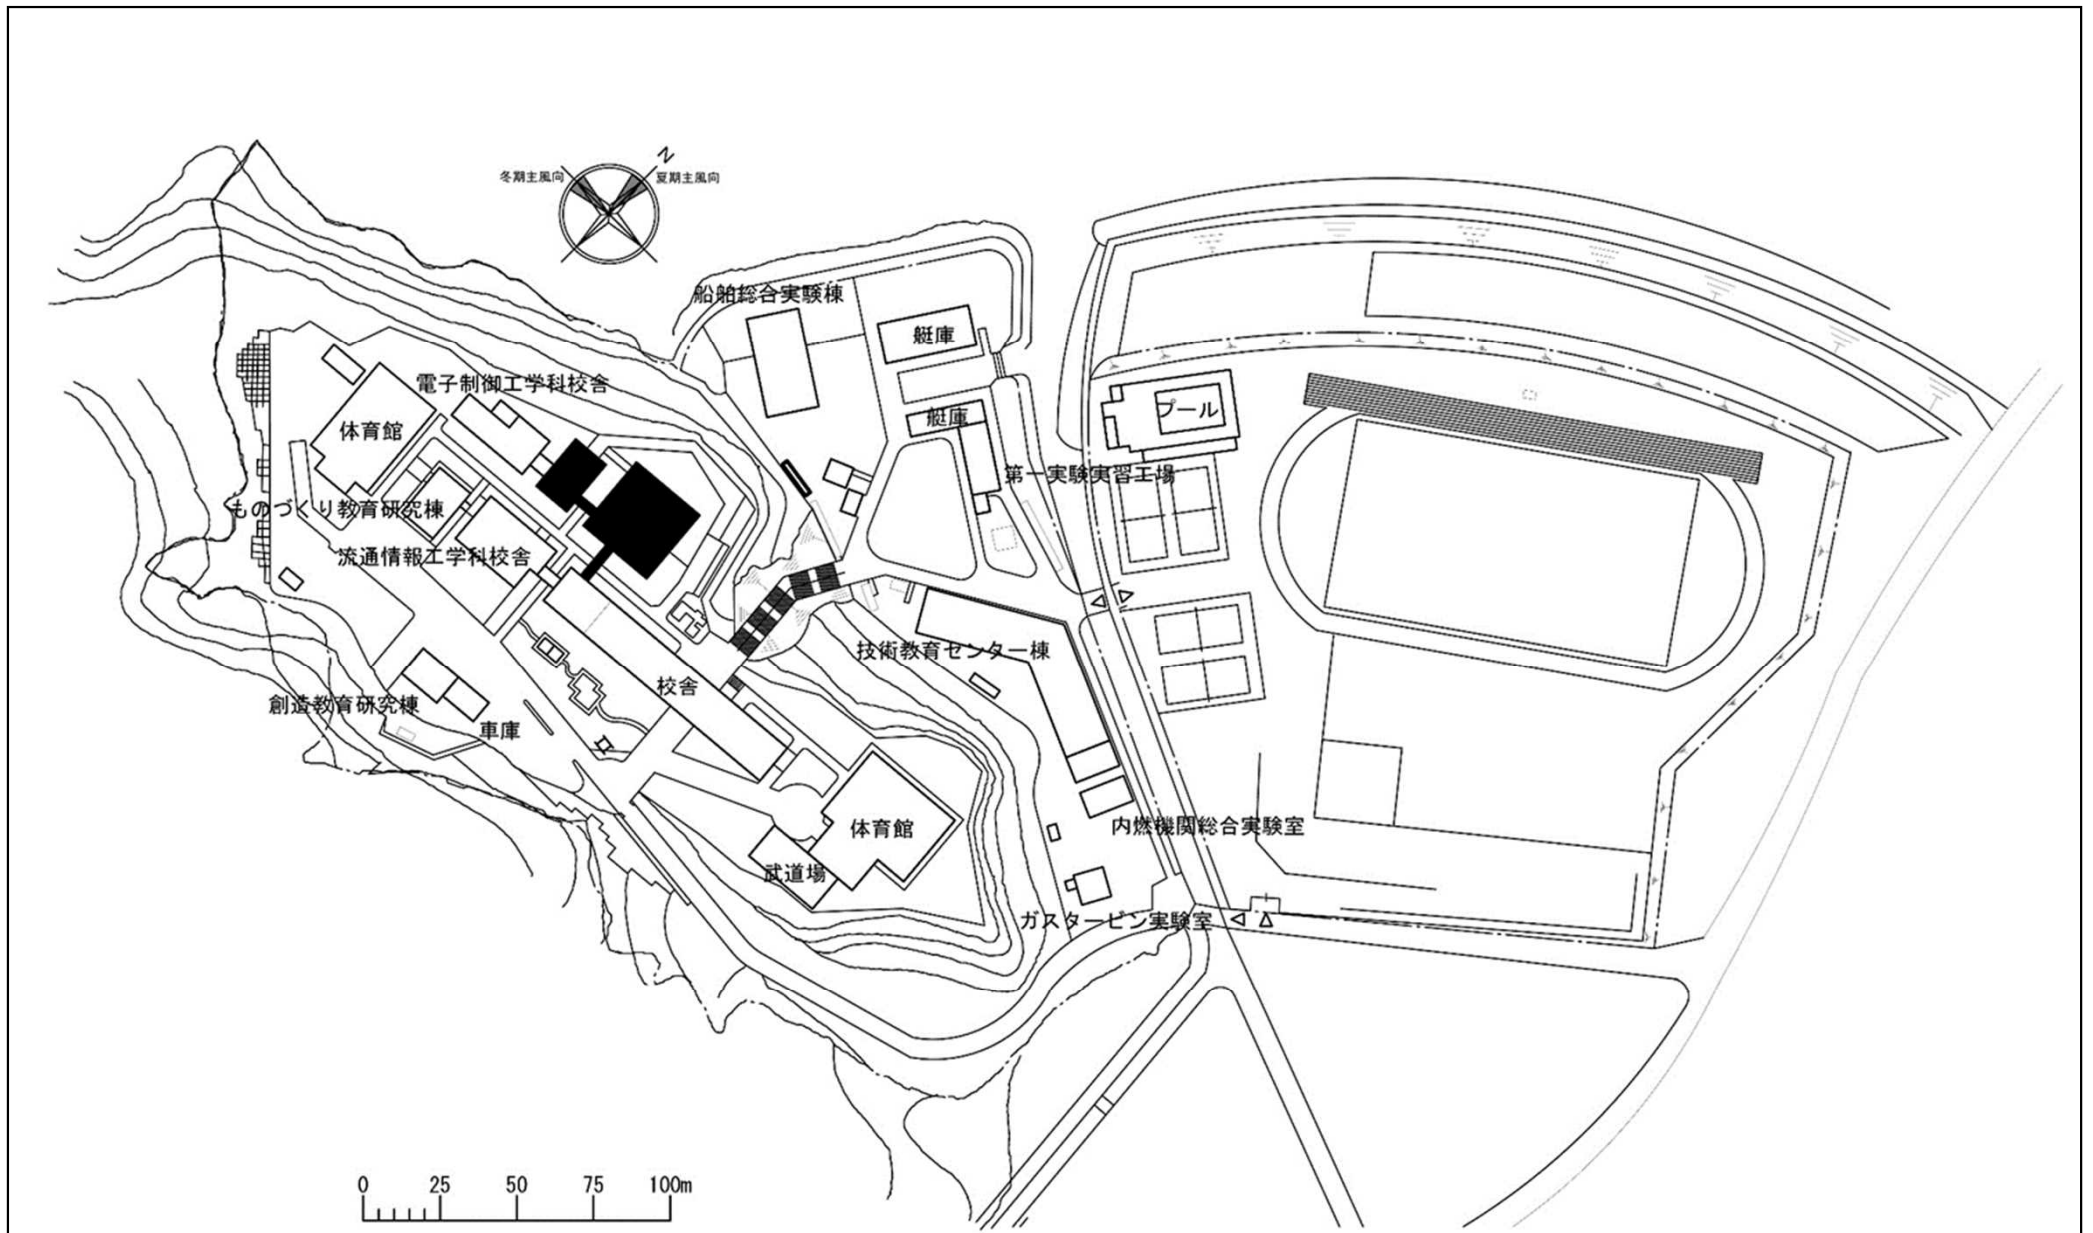 N
冬期主風向
夏期主風向
船舶総合実験棟
艇庫
電子制御工学科校舎
プール
艇庫
体育館
第一実験実習工場
ものづくり教育研究棟
流通情報工学科校舎
技術教育センター棟
校舎
創造教育研究棟
車庫
内燃機関総合実験室
体育館
武道場
ガスタービン実験室
0 25 50 75 100m